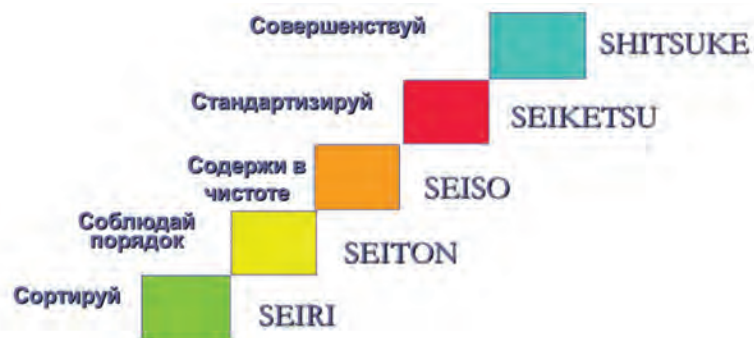 Совершенствуй
SHITSUKE
Стандартизируй
SEIKETSU
Содержи в
чистоте
SEISO
Соблюдай
порядок
SEITON
Сортируй
SEIRI